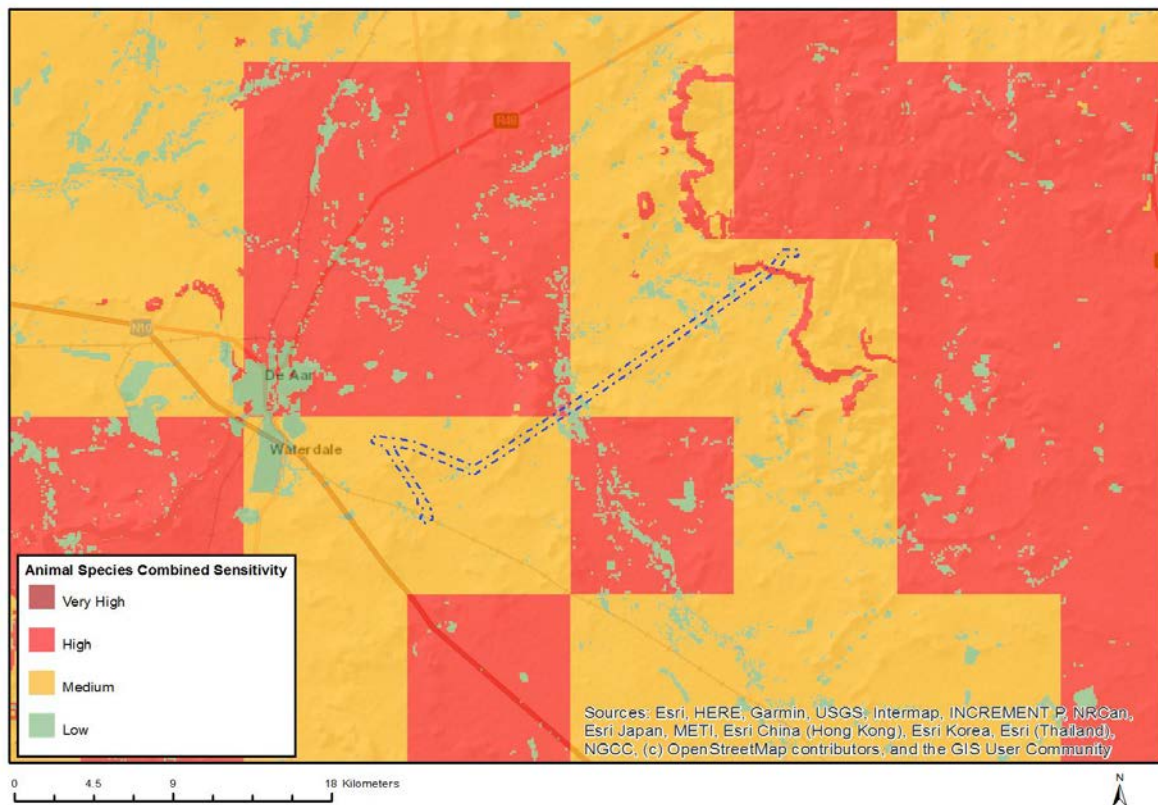 R48
N10
De Aar
Waterdale
Animal Species Combined Sensitivity
Very High
High
Medium
Low
Sources: Esri, HERE, Garmin, USGS, Intermap, INCREMENT P, NRCan,
Esri Japan, METI, Esri China (Hong Kong), Esri Korea, Esri (Thailand),
NGCC, (c) OpenStreetMap contributors, and the GIS User Community
0 4.5 9 18 Kilometers
N